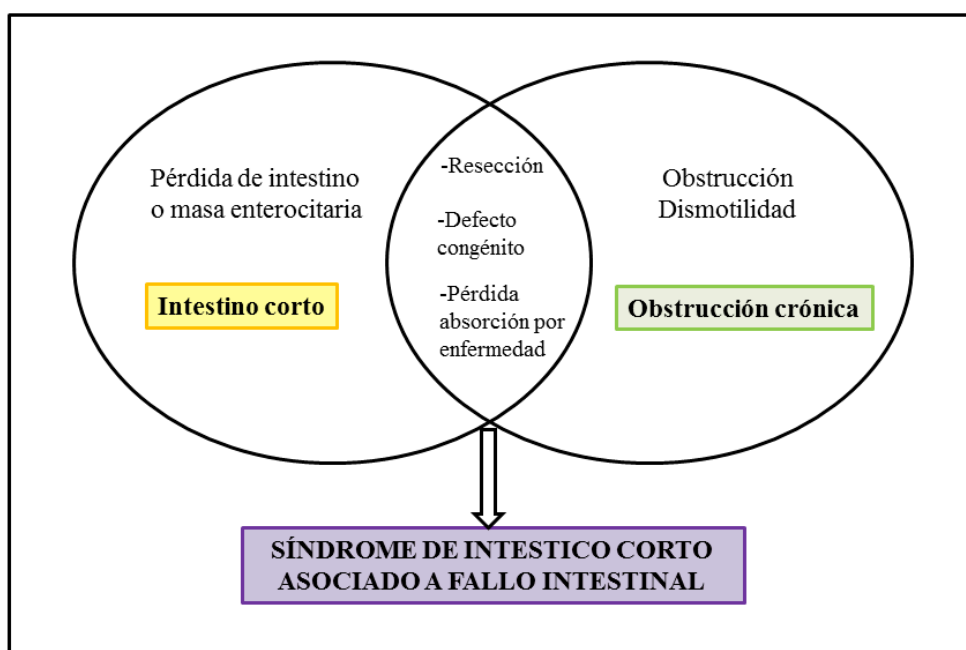 Pérdida de intestino
o masa enterocitaria
Intestino corto
-Resección
-Defecto
congénito
-Pérdida
absorción por
enfermedad
Obstrucción
Dismotilidad
Obstrucción crónica
SÍNDROME DE INTESTICO CORTO
ASOCIADO A FALLO INTESTINAL